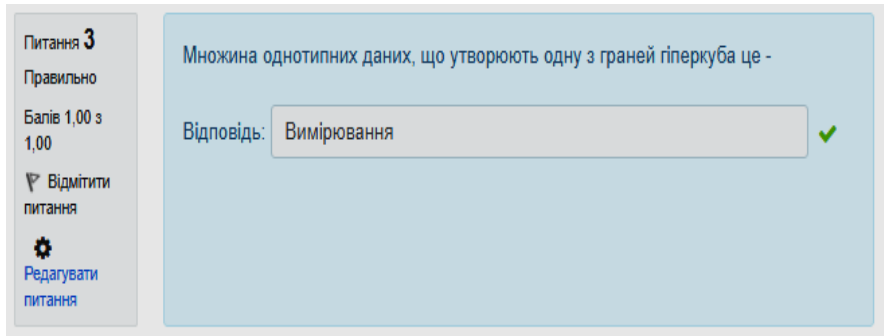 Питання 3
Правильно
Балів 1,00 з
1,00
Відмітити
питання
Редагувати
питання
Множина однотипних даних, що утворюють одну з граней гіперкуба це -
Відповідь: Вимірювання